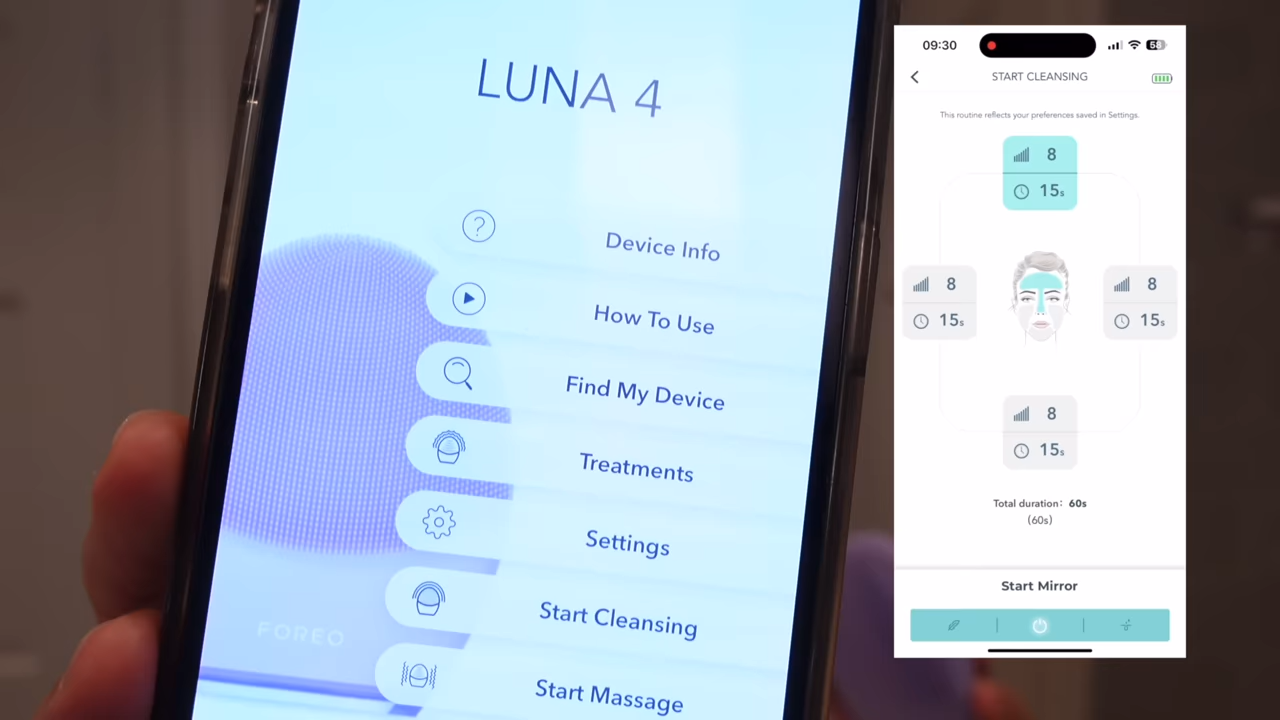 LUNA 4
Device Info
How To Use
Find My Device
Treatments
Settings
Start Cleansing
Start Massage
FOREO
09:30
58
START CLEANSING
This routine reflects your preferences saved in Settings.
8
15s
8
15s
8
15s
8
15s
Total duration: 60s
(60s)
Start Mirror